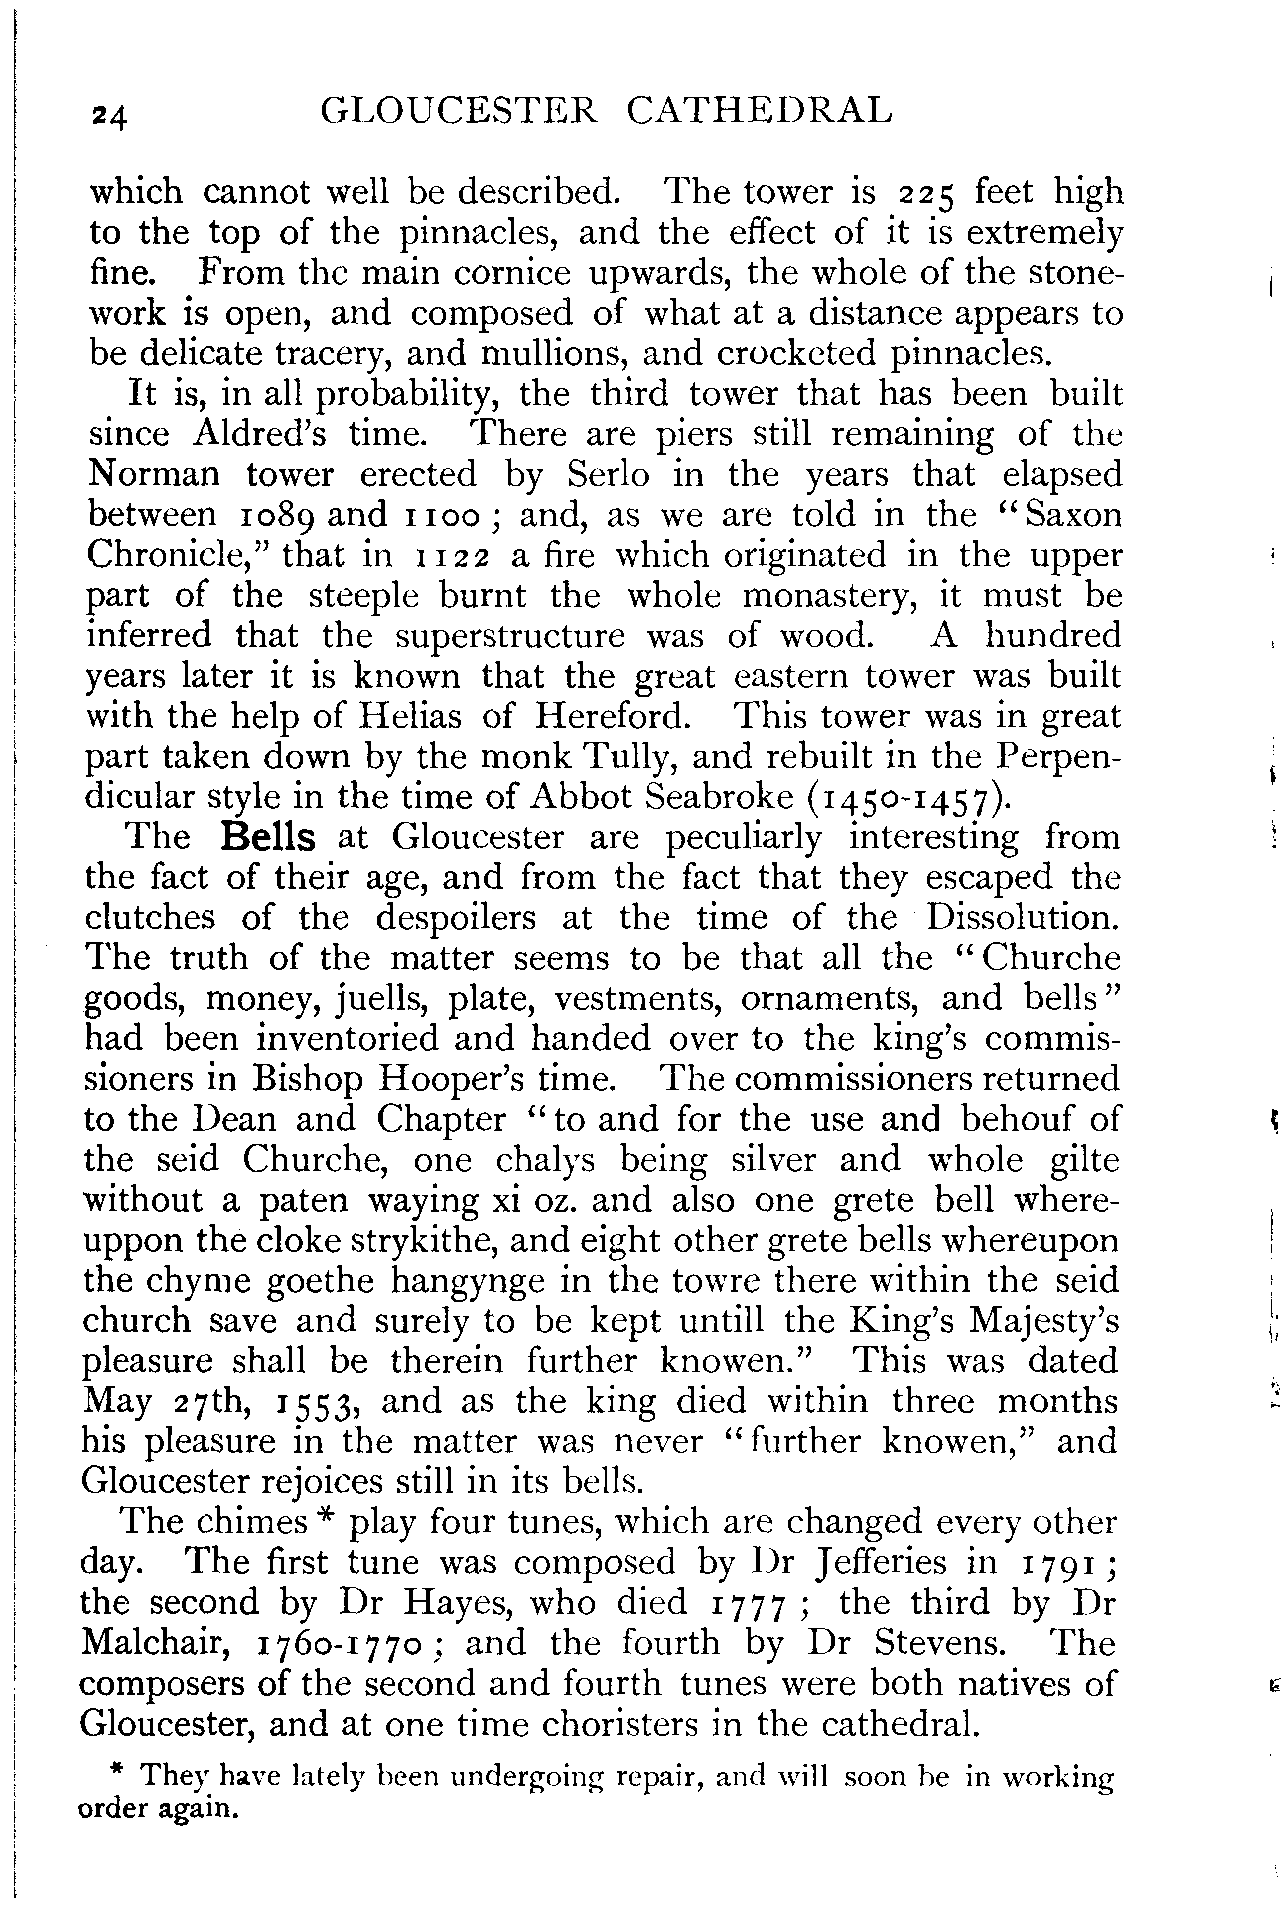 24 GLOUCESTER CATHEDRAL
which cannot well be described. The tower is 225 feet high
to the top of the pinnacles, and the effect of it is extremely
fine. From the main cornice upwards, the whole of the stone-
work is open, and composed of what at a distance appears to
be delicate tracery, and mullions, and crocketed pinnacles.
It is, in all probability, the third tower that has been built
since Aldred's time. There are piers still remaining of the
Norman tower erected by Serlo in the years that elapsed
between 1089 and 1100 ; and, as we are told in the "Saxon
Chronicle," that in 1122 a fire which originated in the upper
part of the steeple burnt the whole monastery, it must be
inferred that the superstructure was of wood. A hundred
years later it is known that the great eastern tower was built
with the help of Helias of Hereford. This tower was in great
part taken down by the monk Tully, and rebuilt in the Perpen-
dicular style in the time of Abbot Seabroke (1450-1457).
The Bells at Gloucester are peculiarly interesting from
the fact of their age, and from the fact that they escaped the
clutches of the despoilers at the time of the Dissolution.
The truth of the matter seems to be that all the "Churche
goods, money, juells, plate, vestments, ornaments, and bells"
had been inventoried and handed over to the king's commis-
sioners in Bishop Hooper's time. The commissioners returned
to the Dean and Chapter "to and for the use and behouf of
the seid Churche, one chalys being silver and whole gilte
without a paten waying xi oz. and also one grete bell where-
uppon the cloke strykithe, and eight other grete bells whereupon
the chyme goethe hangynge in the towre there within the seid
church save and surely to be kept untill the King's Majesty's
pleasure shall be therein further knowen." This was dated
May 27th, 1553, and as the king died within three months
his pleasure in the matter was never "further knowen," and
Gloucester rejoices still in its bells.
The chimes * play four tunes, which are changed every other
day. The first tune was composed by Dr Jefferies in 1791 ;
the second by Dr Hayes, who died 1777 ; the third by Dr
Malchair, 1760-1770 ; and the fourth by Dr Stevens. The
composers of the second and fourth tunes were both natives of
Gloucester, and at one time choristers in the cathedral.
* They have lately been undergoing repair, and will soon be in working
order again.